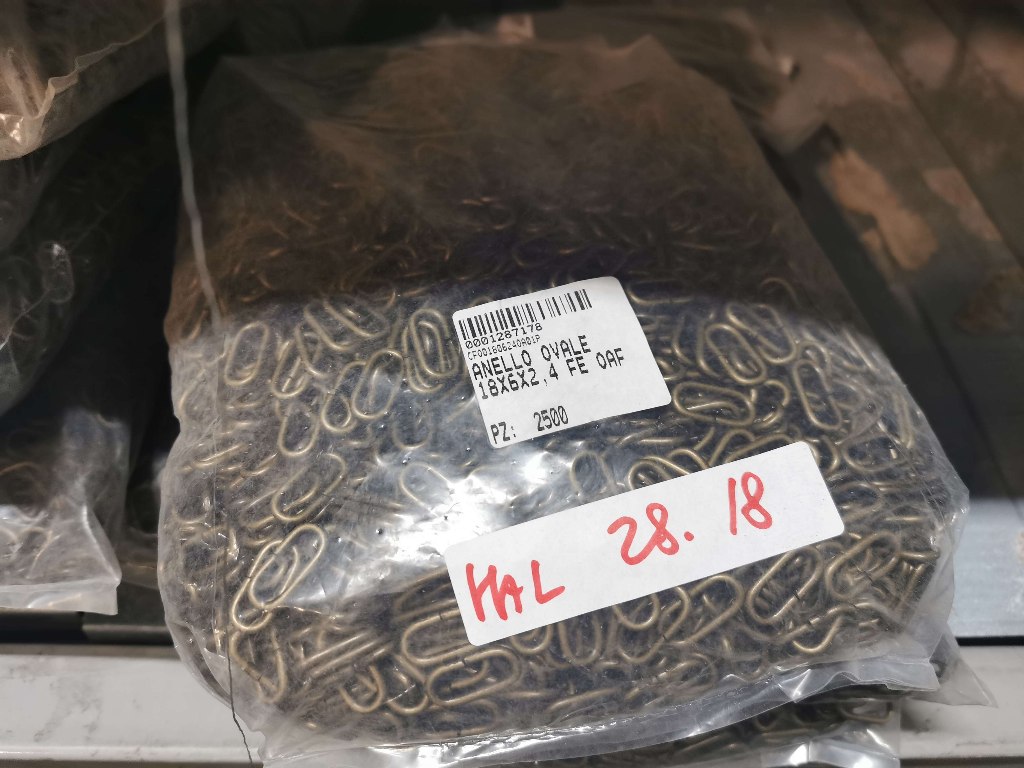 0001287178
CF001806240A01P
ANELLO OVALE
18X6X2,4 FE OAF
PZ: 2500
HAL 28.18